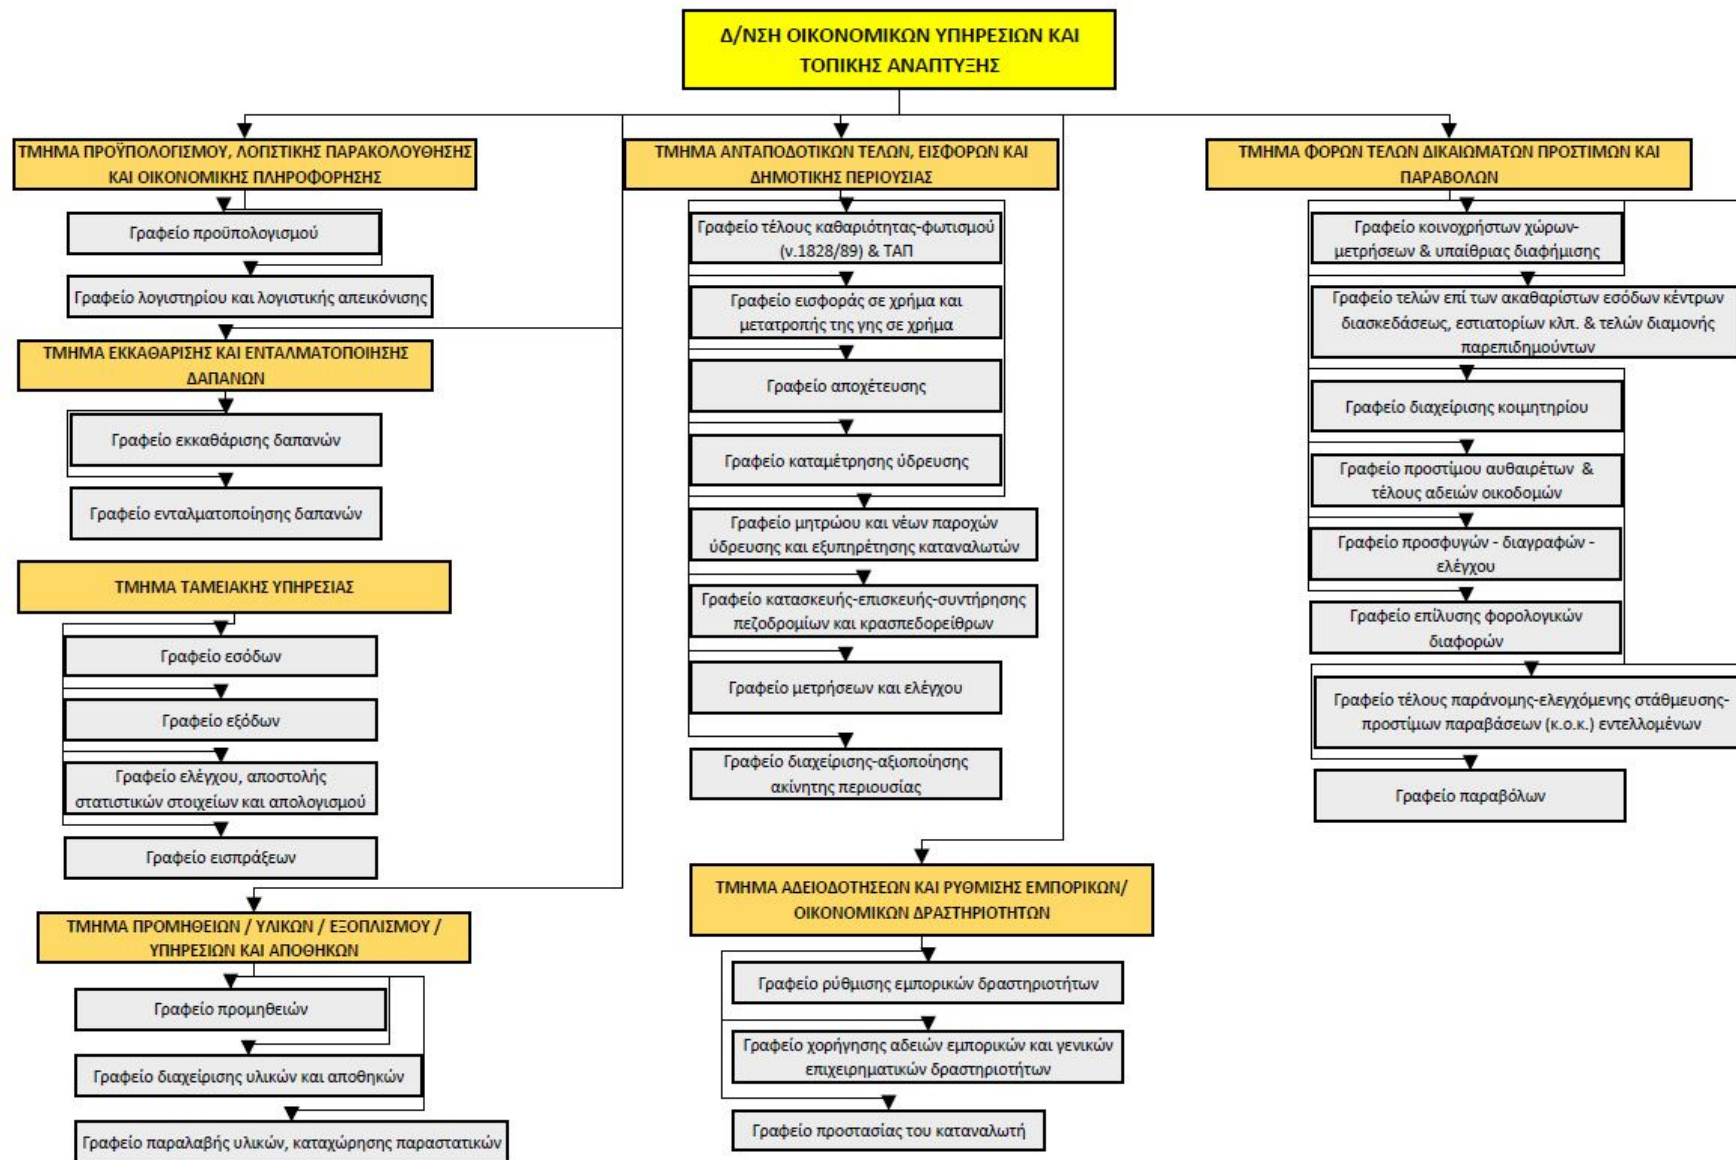 Δ/ΝΣΗ ΟΙΚΟΝΟΜΙΚΩΝ ΥΠΗΡΕΣΙΩΝ ΚΑΙ
ΤΟΠΙΚΗΣ ΑΝΑΠΤΥΞΗΣ
ΤΜΗΜΑ ΠΡΟΫΠΟΛΟΓΙΣΜΟΥ, ΛΟΓΙΣΤΙΚΗΣ ΠΑΡΑΚΟΛΟΥΘΗΣΗΣ
ΚΑΙ ΟΙΚΟΝΟΜΙΚΗΣ ΠΛΗΡΟΦΟΡΗΣΗΣ
Γραφείο προϋπολογισμού
Γραφείο λογιστηρίου και λογιστικής απεικόνισης
ΤΜΗΜΑ ΕΚΚΑΘΑΡΙΣΗΣ ΚΑΙ ΕΝΤΑΛΜΑΤΟΠΟΙΗΣΗΣ
ΔΑΠΑΝΩΝ
Γραφείο εκκαθάρισης δαπανών
Γραφείο ενταλματοποίησης δαπανών
ΤΜΗΜΑ ΤΑΜΕΙΑΚΗΣ ΥΠΗΡΕΣΙΑΣ
Γραφείο εσόδων
Γραφείο εξόδων
Γραφείο ελέγχου, αποστολής
στατιστικών στοιχείων και απολογισμού
Γραφείο εισπράξεων
ΤΜΗΜΑ ΠΡΟΜΗΘΕΙΩΝ / ΥΛΙΚΩΝ / ΕΞΟΠΛΙΣΜΟΥ /
ΥΠΗΡΕΣΙΩΝ ΚΑΙ ΑΠΟΘΗΚΩΝ
Γραφείο προμηθειών
Γραφείο διαχείρισης υλικών και αποθηκών
Γραφείο παραλαβής υλικών, καταχώρησης παραστατικών
ΤΜΗΜΑ ΑΝΤΑΠΟΔΟΤΙΚΩΝ ΤΕΛΩΝ, ΕΙΣΦΟΡΩΝ ΚΑΙ
ΔΗΜΟΤΙΚΗΣ ΠΕΡΙΟΥΣΙΑΣ
Γραφείο τέλους καθαριότητας-φωτισμού
(ν.1828/89) & ΤΑΠ
Γραφείο εισφοράς σε χρήμα και
μετατροπής της γης σε χρήμα
Γραφείο αποχέτευσης
Γραφείο καταμέτρησης ύδρευσης
Γραφείο μητρώου και νέων παροχών
ύδρευσης και εξυπηρέτησης καταναλωτών
Γραφείο κατασκευής-επισκευής-συντήρησης
πεζοδρομίων και κρασπεδορείθρων
Γραφείο μετρήσεων και ελέγχου
Γραφείο διαχείρισης-αξιοποίησης
ακίνητης περιουσίας
ΤΜΗΜΑ ΑΔΕΙΟΔΟΤΗΣΕΩΝ ΚΑΙ ΡΥΘΜΙΣΗΣ ΕΜΠΟΡΙΚΩΝ/
ΟΙΚΟΝΟΜΙΚΩΝ ΔΡΑΣΤΗΡΙΟΤΗΤΩΝ
Γραφείο ρύθμισης εμπορικών δραστηριοτήτων
Γραφείο χορήγησης αδειών εμπορικών και γενικών
επιχειρηματικών δραστηριοτήτων
Γραφείο προστασίας του καταναλωτή
ΤΜΗΜΑ ΦΟΡΩΝ ΤΕΛΩΝ ΔΙΚΑΙΩΜΑΤΩΝ ΠΡΟΣΤΙΜΩΝ ΚΑΙ
ΠΑΡΑΒΟΛΩΝ
Γραφείο κοινοχρήστων χώρων-
μετρήσεων & υπαίθριας διαφήμισης
Γραφείο τελών επί των ακαθαρίστων εσόδων κέντρων
διασκεδάσεως, εστιατορίων κλπ. & τελών διαμονής
παρεπιδημούντων
Γραφείο διαχείρισης κοιμητηρίου
Γραφείο προστίμου αυθαιρέτων &
τέλους αδειών οικοδομών
Γραφείο προσφυγών - διαγραφών -
ελέγχου
Γραφείο επίλυσης φορολογικών
διαφορών
Γραφείο τέλους παράνομης-ελεγχόμενης στάθμευσης-
προστίμων παραβάσεων (κ.ο.κ.) εντελλομένων
Γραφείο παραβόλων